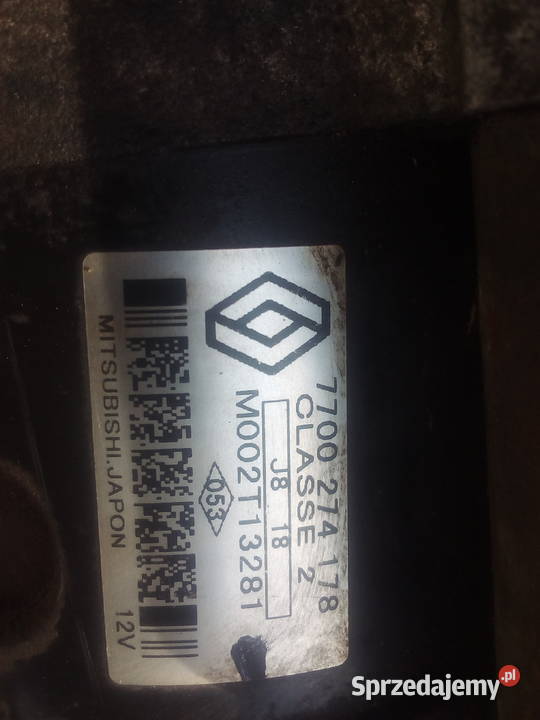 7700 274 178
CLASSE 2
J8 18
M002T13281
053
MITSUBISHI.JAPON 12V
Sprzedajemy.pl